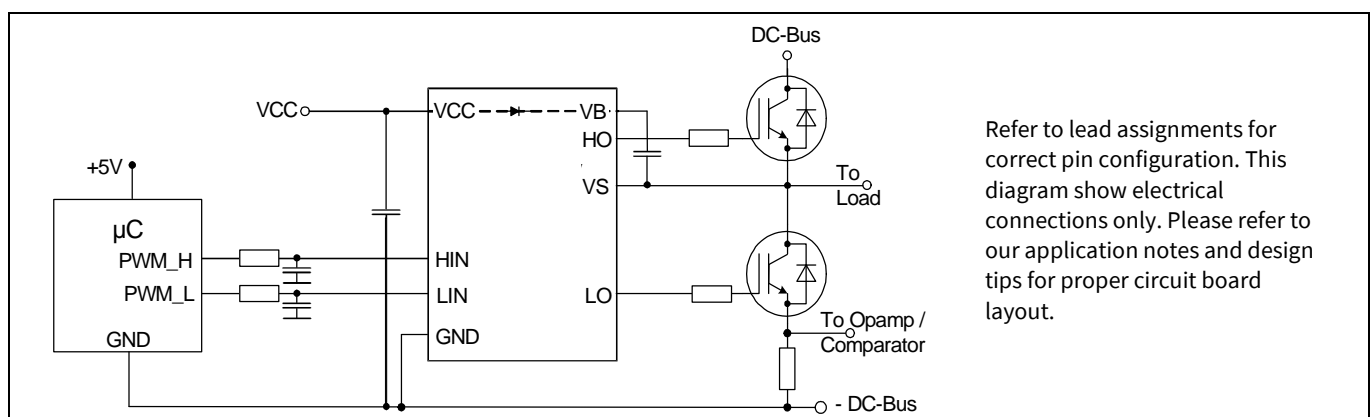 DC-Bus
VCC
VCC
VB
HO
+5V
VS
To
Load
µC
PWM_H
HIN
PWM_L
LIN
LO
GND
GND
To Opamp /
Comparator
- DC-Bus
Refer to lead assignments for
correct pin configuration. This
diagram show electrical
connections only. Please refer to
our application notes and design
tips for proper circuit board
layout.